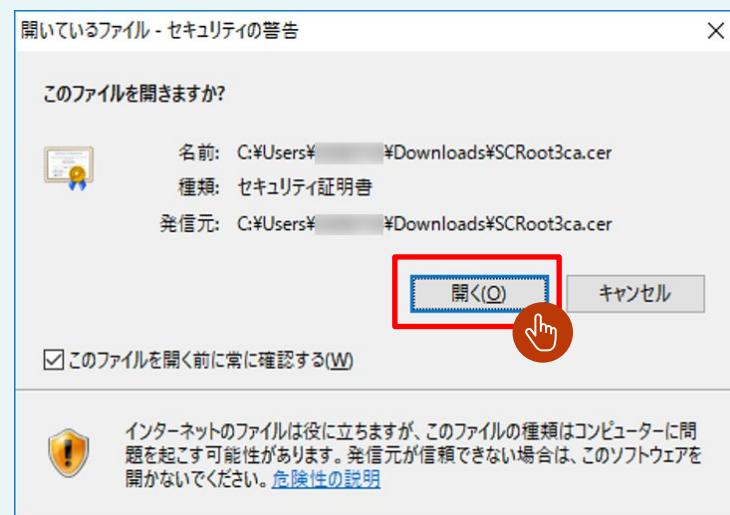 開いているファイル - セキュリティの警告
このファイルを開きますか?
名前: C:¥Users¥ ¥Downloads¥SCRoot3ca.cer
種類: セキュリティ証明書
発信元: C:¥Users¥ ¥Downloads¥SCRoot3ca.cer
開く(O) キャンセル
このファイルを開く前に常に確認する(W)
インターネットのファイルは役に立ちますが、このファイルの種類はコンピューターに問
題を起こす可能性があります。発信元が信頼できない場合は、このソフトウェアを
開かないでください。危険性の説明